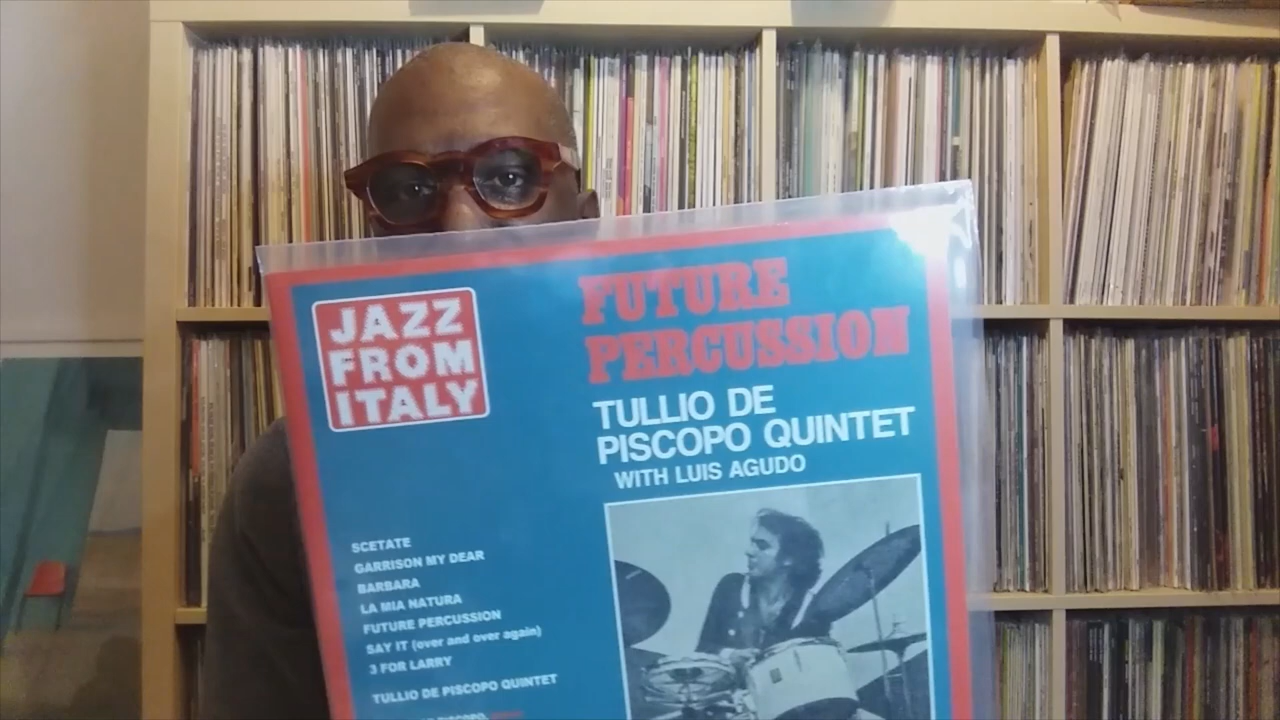 JAZZ
FROM
ITALY
FUTURE
PERCUSSION
TULLIO DE
PISCOPO QUINTET
WITH LUIS AGUDO
SCETATE
GARRISON MY DEAR
BARBARA
LA MIA NATURA
FUTURE PERCUSSION
SAY IT (over and over again)
3 FOR LARRY
TULLIO DE PISCOPO QUINTET